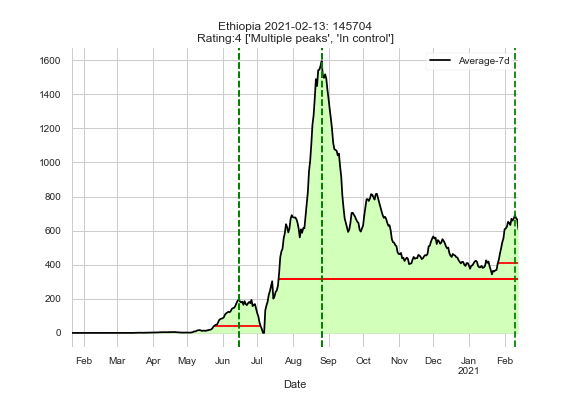 Ethiopia 2021-02-13: 145704
Rating:4 ['Multiple peaks', 'In control']
Average-7d
1600
1400
1200
1000
800
600
400
200
0
Feb Mar Apr May Jun Jul Aug Sep Oct Nov Dec Jan Feb
2021
Date